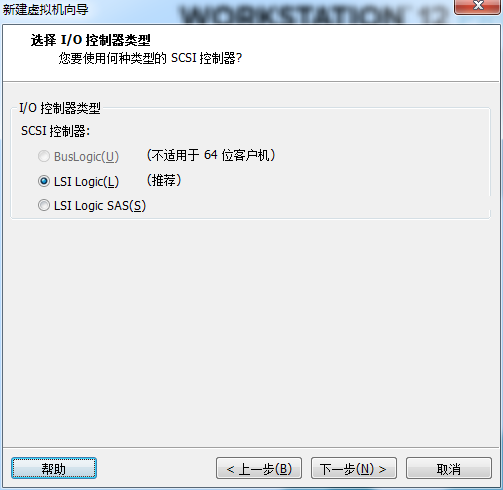 新建虚拟机向导
WORKSTATION 12
选择 I/O 控制器类型
您要使用何种类型的 SCSI 控制器?
I/O 控制器类型
SCSI 控制器:
BusLogic(U) (不适用于 64 位客户机)
LSI Logic(L) (推荐)
LSI Logic SAS(S)
帮助 < 上一步(B) 下一步(N) > 取消